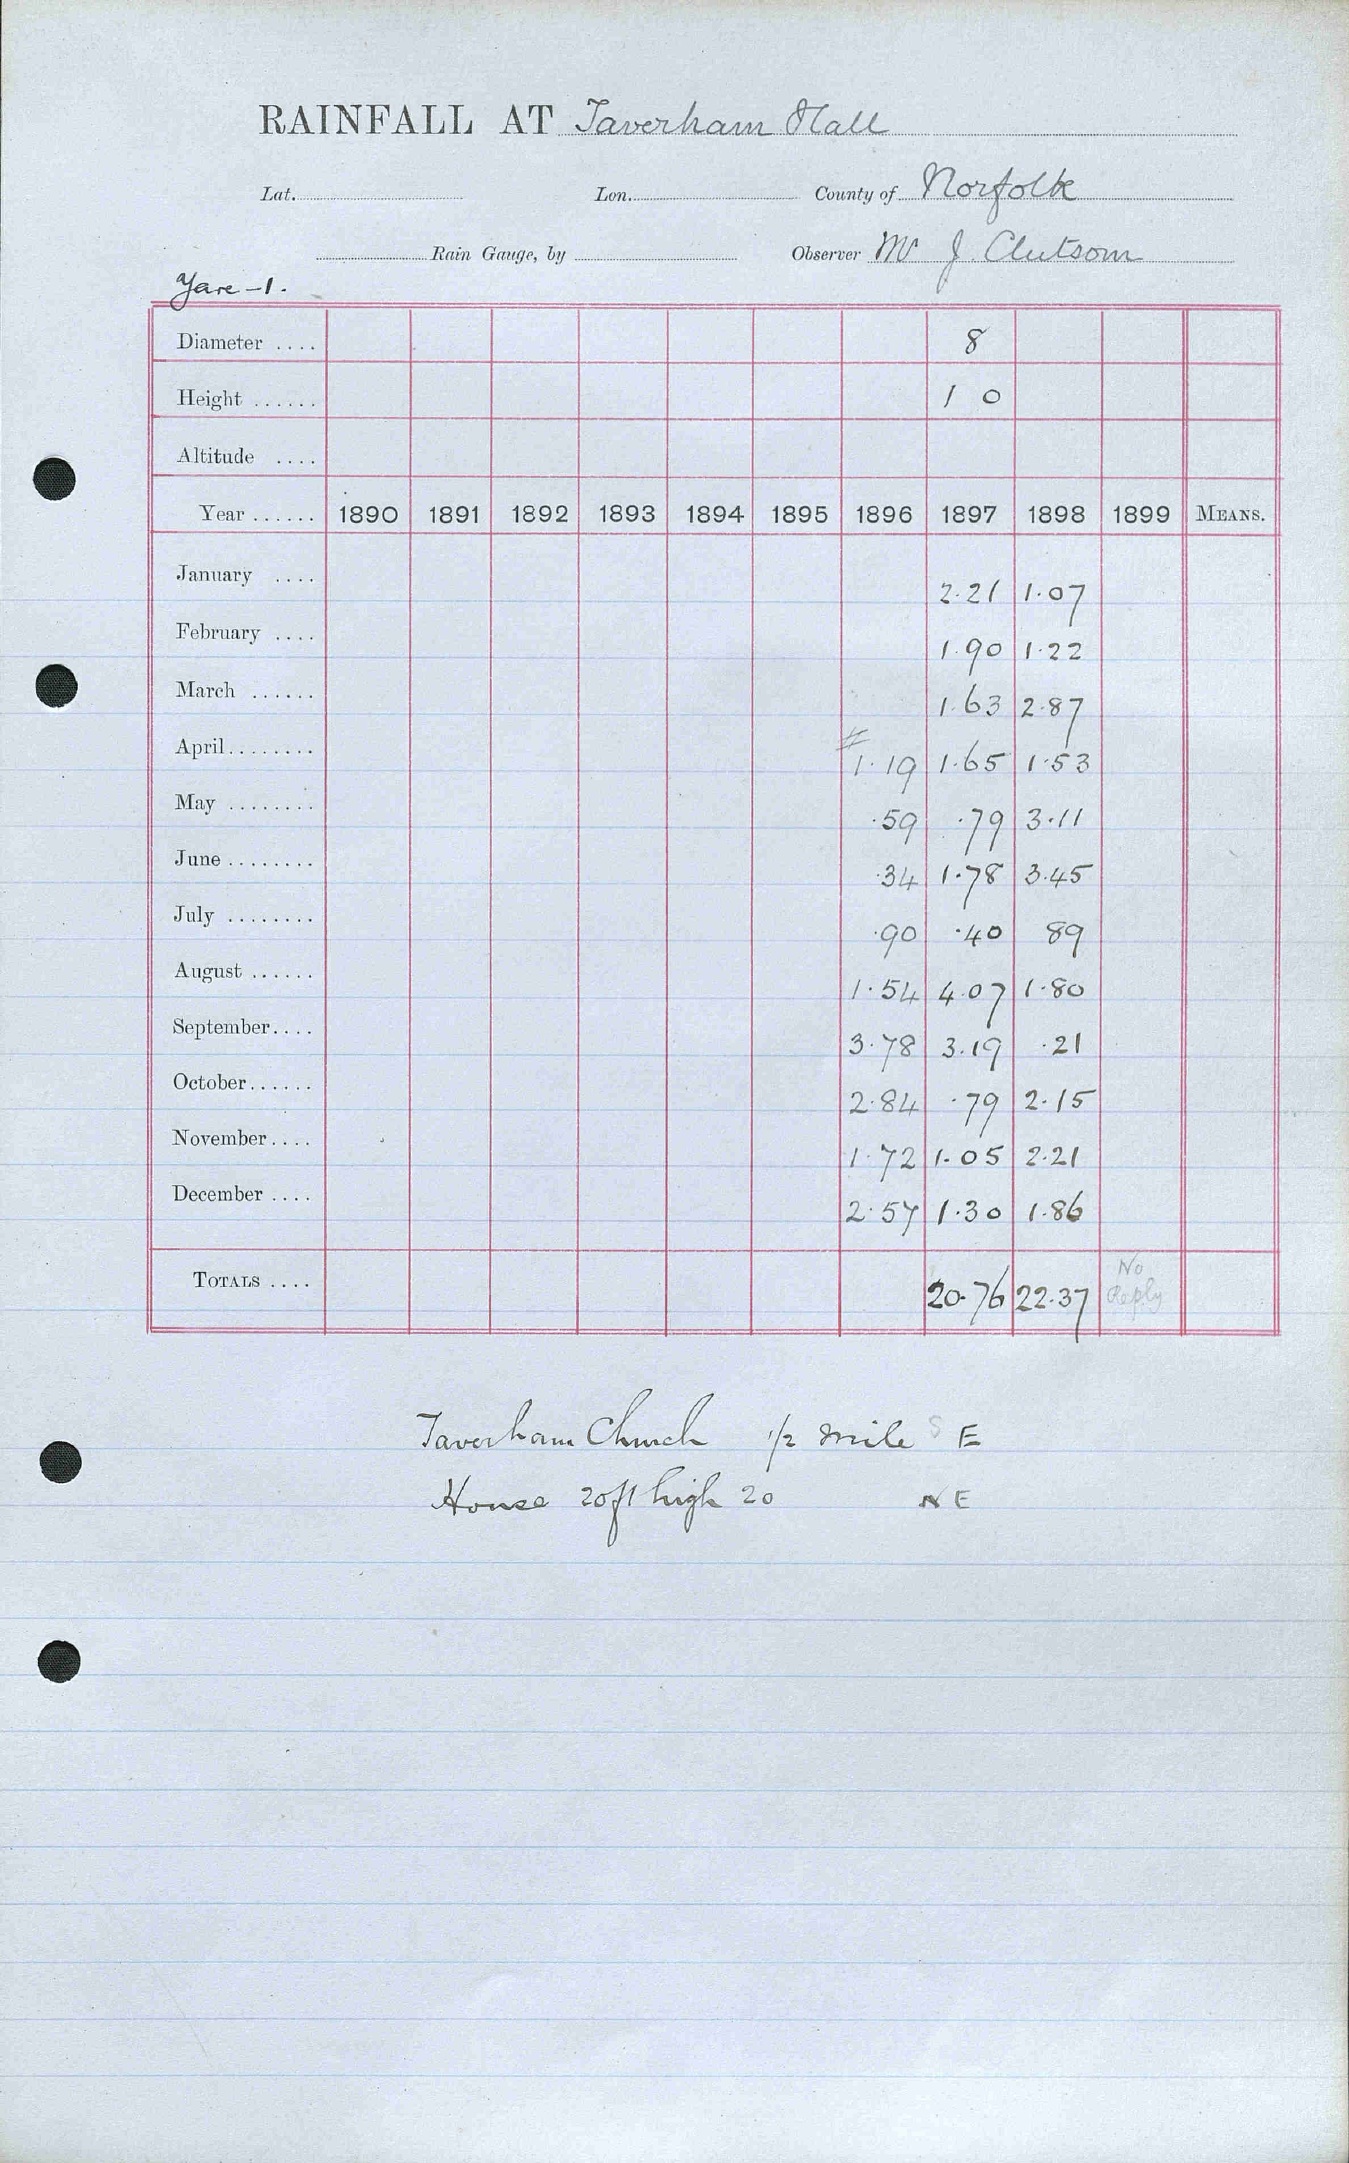 RAINFALL AT Taverham Hall
Lat. Lon. County of Norfolk
Rain Gauge, by Observer Mr J. Clutsom
Yare-1.
Diameter .... 8
Height ...... 1 0
Altitude ....
Year ...... 1890 1891 1892 1893 1894 1895 1896 1897 1898 1899 MEANS.
January .... 2.21 1.07
February .... 1.90 1.22
March ...... 1.63 2.87
April........ 1.19 1.65 1.53
May ........ .59 .79 3.11
June ........ .34 1.78 3.45
July ........ .90 .40 89
August ...... 1.54 4.07 1.80
September.... 3.78 3.19 .21
October...... 2.84 .79 2.15
November.... 1.72 1.05 2.21
December .... 2.57 1.30 1.86
TOTALS .... 20.76 22.37 No Reply
Taverham Church 1/2 mile S E
House 20ft high 20 NE